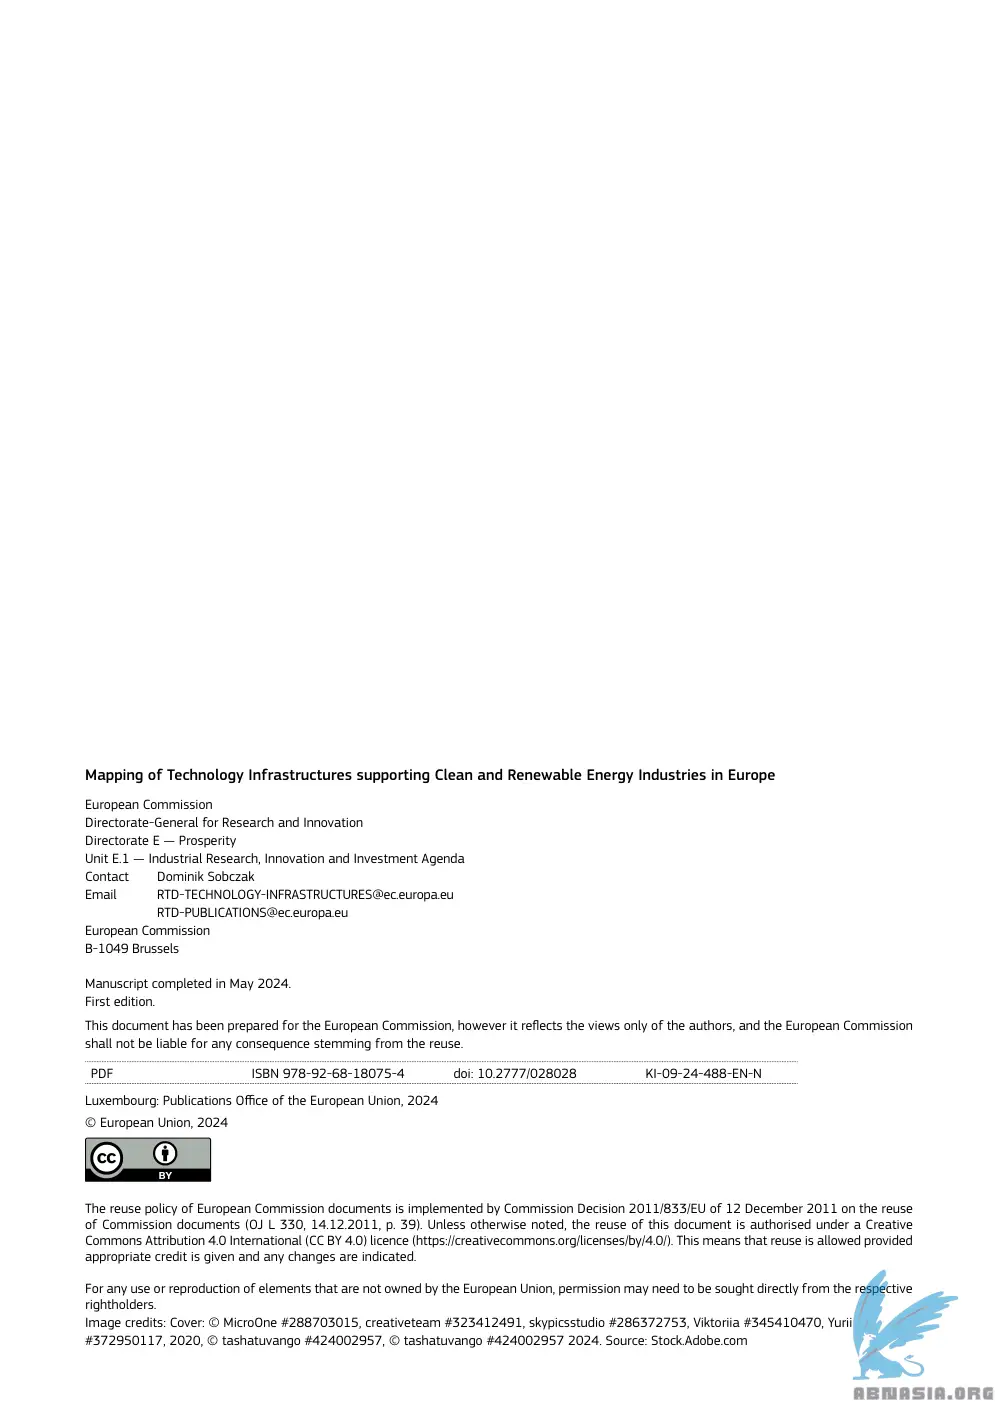 Mapping of Technology Infrastructures supporting Clean and Renewable Energy Industries in Europe
European Commission
Directorate-General for Research and Innovation
Directorate E — Prosperity
Unit E.1 — Industrial Research, Innovation and Investment Agenda
Contact Dominik Sobczak
Email RTD-TECHNOLOGY-INFRASTRUCTURES@ec.europa.eu
RTD-PUBLICATIONS@ec.europa.eu
European Commission
B-1049 Brussels
Manuscript completed in May 2024.
First edition.
This document has been prepared for the European Commission, however it reflects the views only of the authors, and the European Commission
shall not be liable for any consequence stemming from the reuse.
PDF ISBN 978-92-68-18075-4 doi: 10.2777/028028 KI-09-24-488-EN-N
Luxembourg: Publications Office of the European Union, 2024
© European Union, 2024
CC BY
The reuse policy of European Commission documents is implemented by Commission Decision 2011/833/EU of 12 December 2011 on the reuse
of Commission documents (OJ L 330, 14.12.2011, p. 39). Unless otherwise noted, the reuse of this document is authorised under a Creative
Commons Attribution 4.0 International (CC BY 4.0) licence (https://creativecommons.org/licenses/by/4.0/). This means that reuse is allowed provided
appropriate credit is given and any changes are indicated.
For any use or reproduction of elements that are not owned by the European Union, permission may need to be sought directly from the respective
rightholders.
Image credits: Cover: © MicroOne #288703015, creativeteam #323412491, skypicsstudio #286372753, Viktoriia #345410470, Yurii
#372950117, 2020, © tashatuvango #424002957, © tashatuvango #424002957 2024. Source: Stock.Adobe.com
ABMASIA.ORG